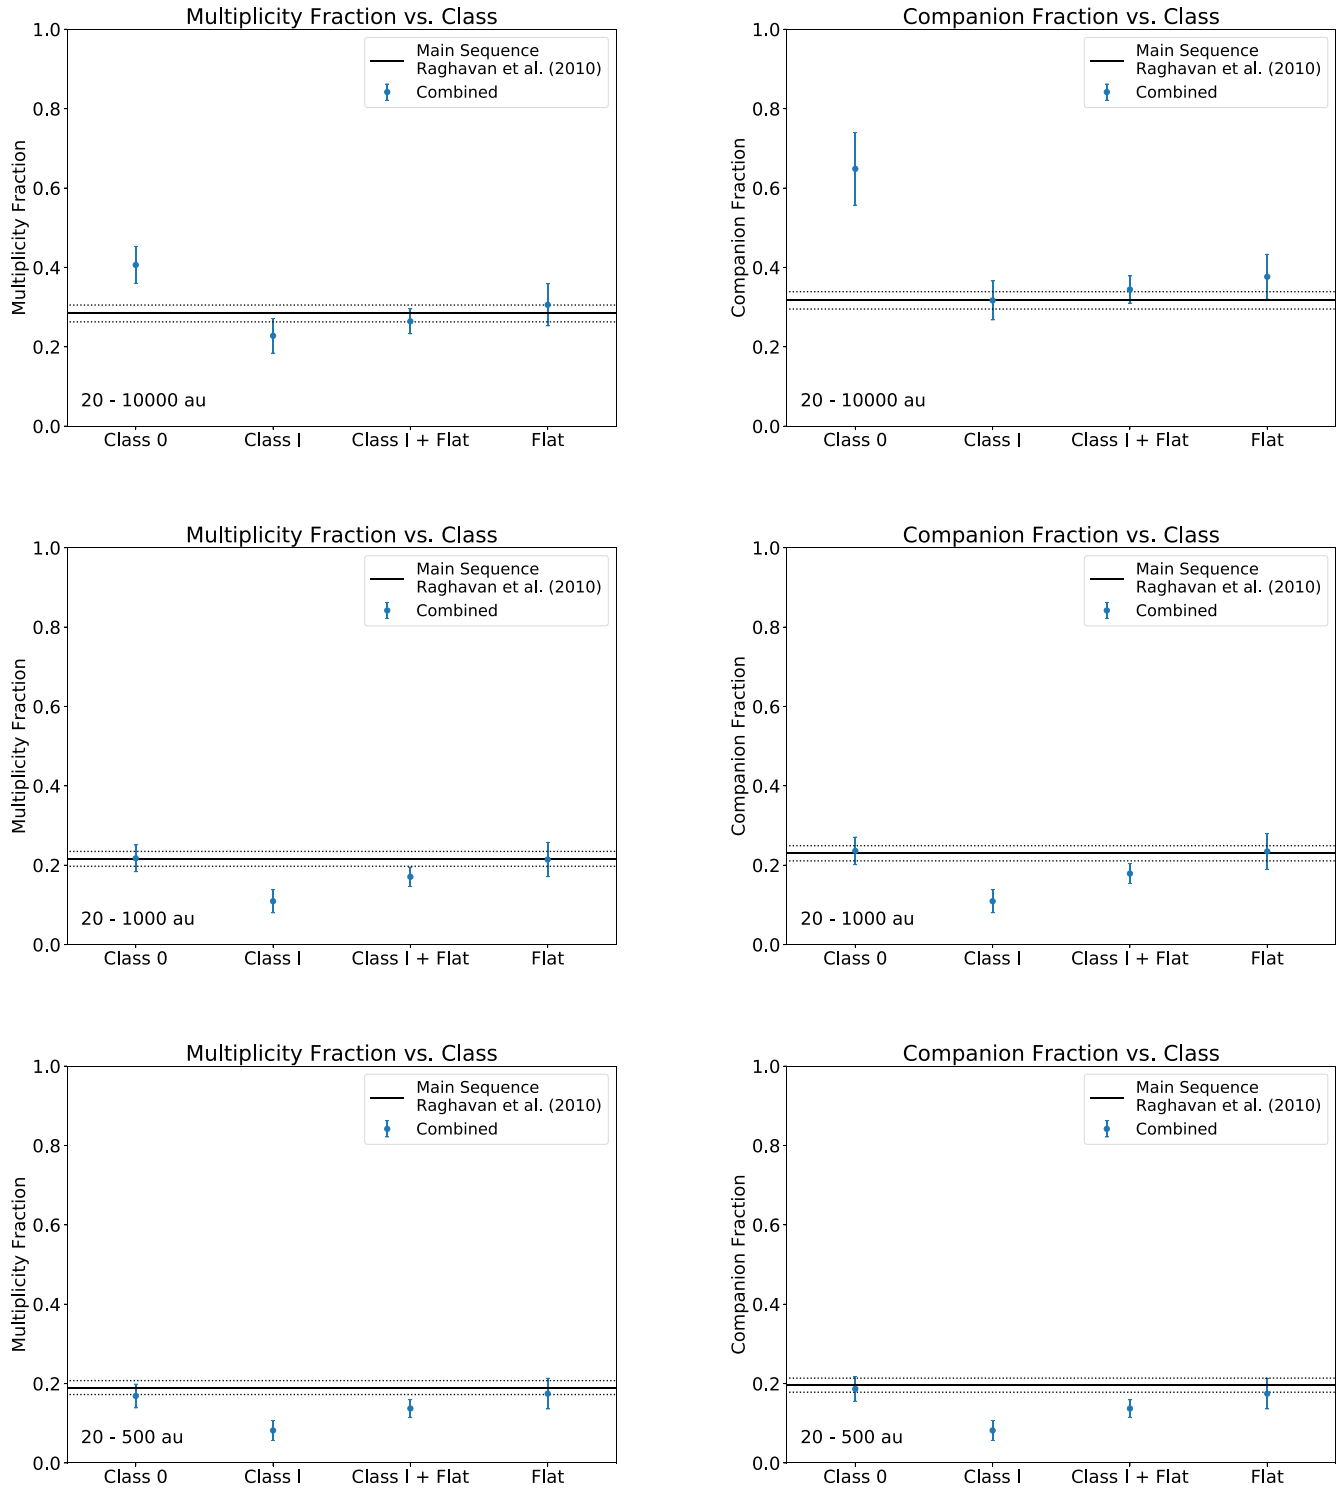 Multiplicity Fraction vs. Class
Multiplicity Fraction
1.0
0.8
0.6
0.4
0.2
0.0
Main Sequence
Raghavan et al. (2010)
Combined
20 - 10000 au
Class 0 Class I Class I + Flat Flat
Companion Fraction vs. Class
Companion Fraction
1.0
0.8
0.6
0.4
0.2
0.0
Main Sequence
Raghavan et al. (2010)
Combined
20 - 10000 au
Class 0 Class I Class I + Flat Flat
Multiplicity Fraction vs. Class
Multiplicity Fraction
1.0
0.8
0.6
0.4
0.2
0.0
Main Sequence
Raghavan et al. (2010)
Combined
20 - 1000 au
Class 0 Class I Class I + Flat Flat
Companion Fraction vs. Class
Companion Fraction
1.0
0.8
0.6
0.4
0.2
0.0
Main Sequence
Raghavan et al. (2010)
Combined
20 - 1000 au
Class 0 Class I Class I + Flat Flat
Multiplicity Fraction vs. Class
Multiplicity Fraction
1.0
0.8
0.6
0.4
0.2
0.0
Main Sequence
Raghavan et al. (2010)
Combined
20 - 500 au
Class 0 Class I Class I + Flat Flat
Companion Fraction vs. Class
Companion Fraction
1.0
0.8
0.6
0.4
0.2
0.0
Main Sequence
Raghavan et al. (2010)
Combined
20 - 500 au
Class 0 Class I Class I + Flat Flat